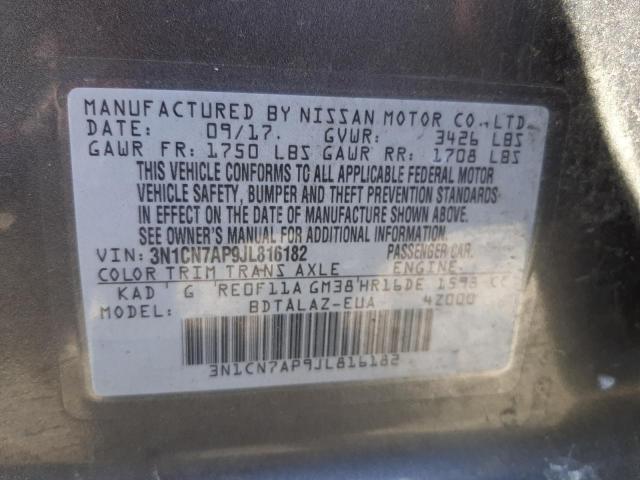 MANUFACTURED BY NISSAN MOTOR CO.,LTD.
DATE: 09/17. GVWR: 3426 LBS
GAWR FR: 1750 LBS GAWR RR: 1708 LBS
THIS VEHICLE CONFORMS TO ALL APPLICABLE FEDERAL MOTOR
VEHICLE SAFETY, BUMPER AND THEFT PREVENTION STANDARDS
IN EFFECT ON THE DATE OF MANUFACTURE SHOWN ABOVE.
SEE OWNER'S MANUAL FOR ADDITIONAL INFORMATION.
VIN: 3N1CN7AP9JL816182 PASSENGER CAR.
COLOR TRIM TRANS AXLE ENGINE
KAD G RE0F11A GM38 HR16DE 1598 CC
MODEL: BDTALAZ-EUA 4Z000
3N1CN7AP9JL816182